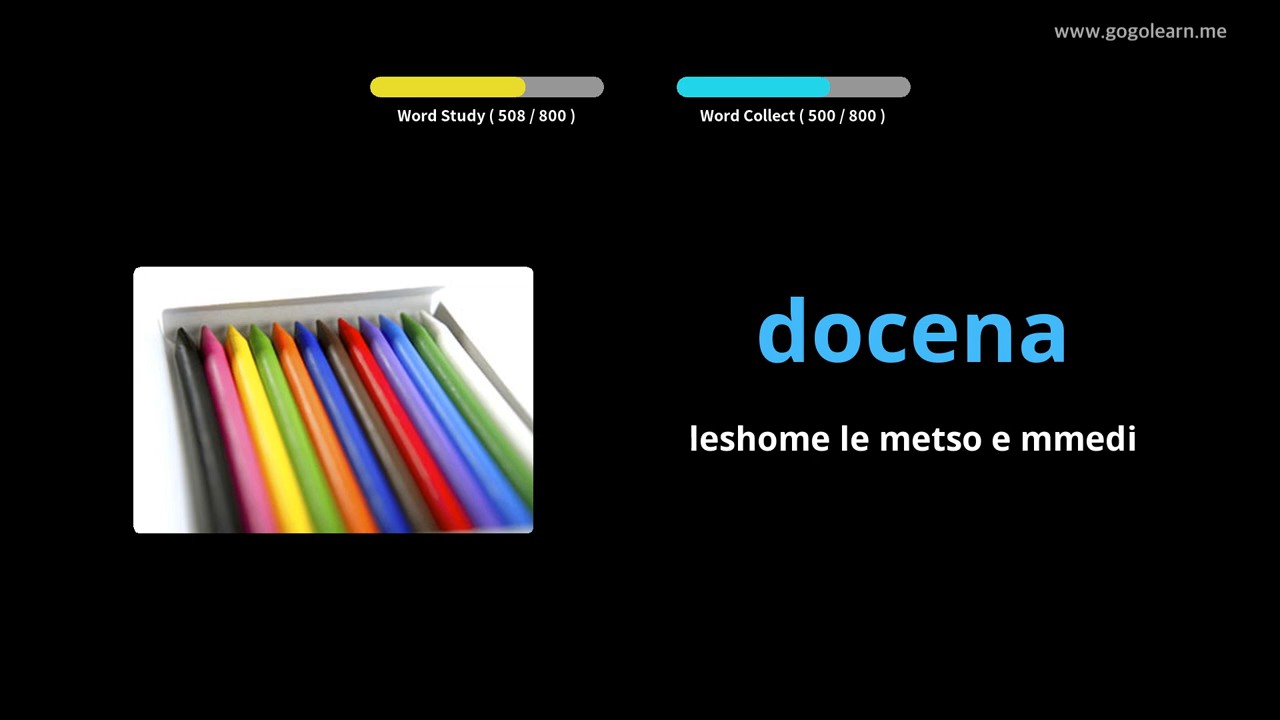 www.gogolearn.me
Word Study ( 508 / 800 )
Word Collect ( 500 / 800 )
docena
leshome le metso e mmedi